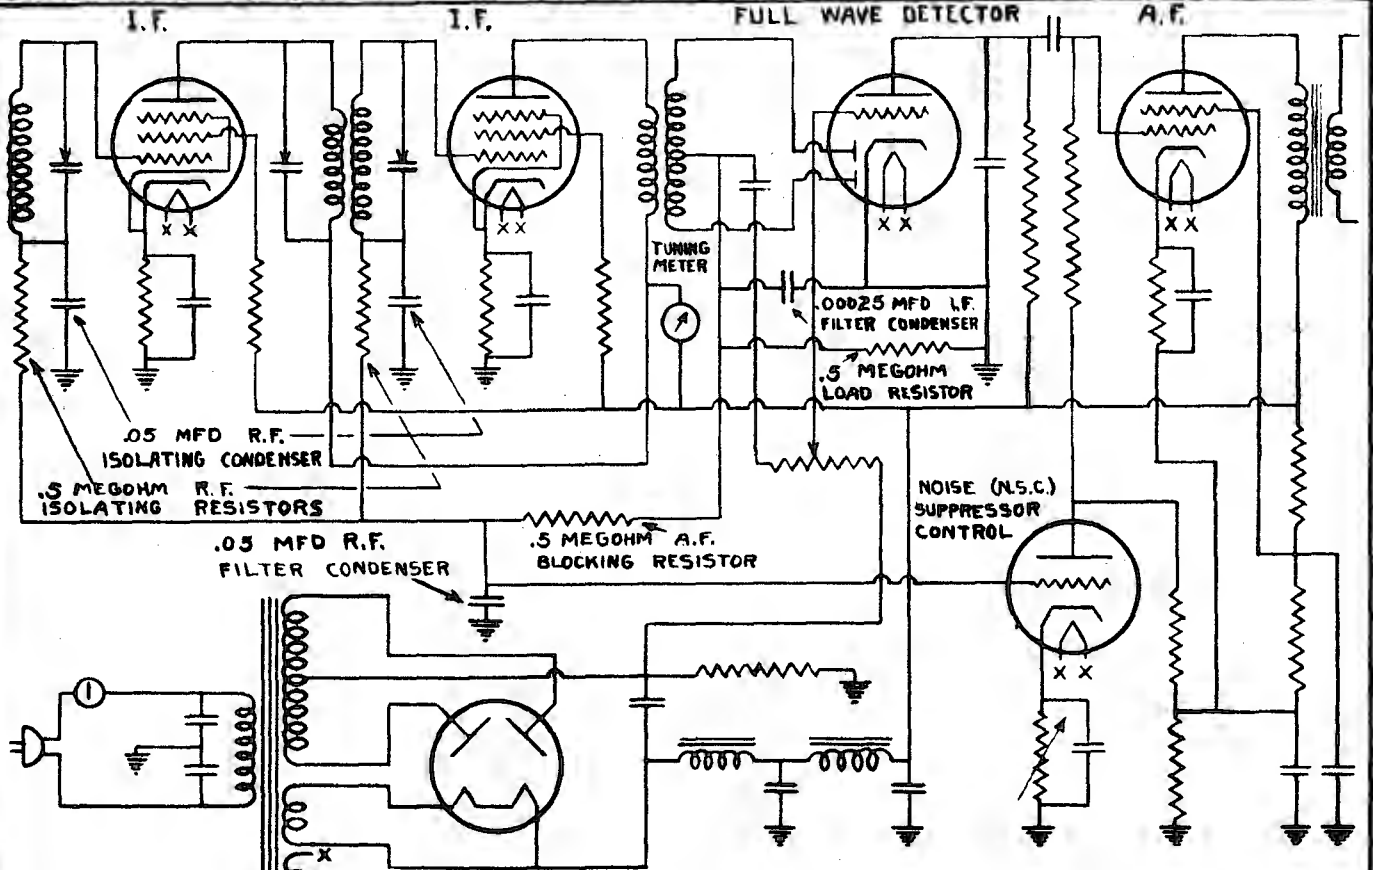 I.F.
I.F.
FULL WAVE DETECTOR
A.F.
X X
X X
X X
X X
TUNING
METER
.00025 MFD I.F.
FILTER CONDENSER
.5 MEGOHM
LOAD RESISTOR
.05 MFD R.F.
ISOLATING CONDENSER
.5 MEGOHM R.F.
ISOLATING RESISTORS
NOISE (N.S.C.)
SUPPRESSOR
CONTROL
.05 MFD R.F.
FILTER CONDENSER
.5 MEGOHM A.F.
BLOCKING RESISTOR
X X
X